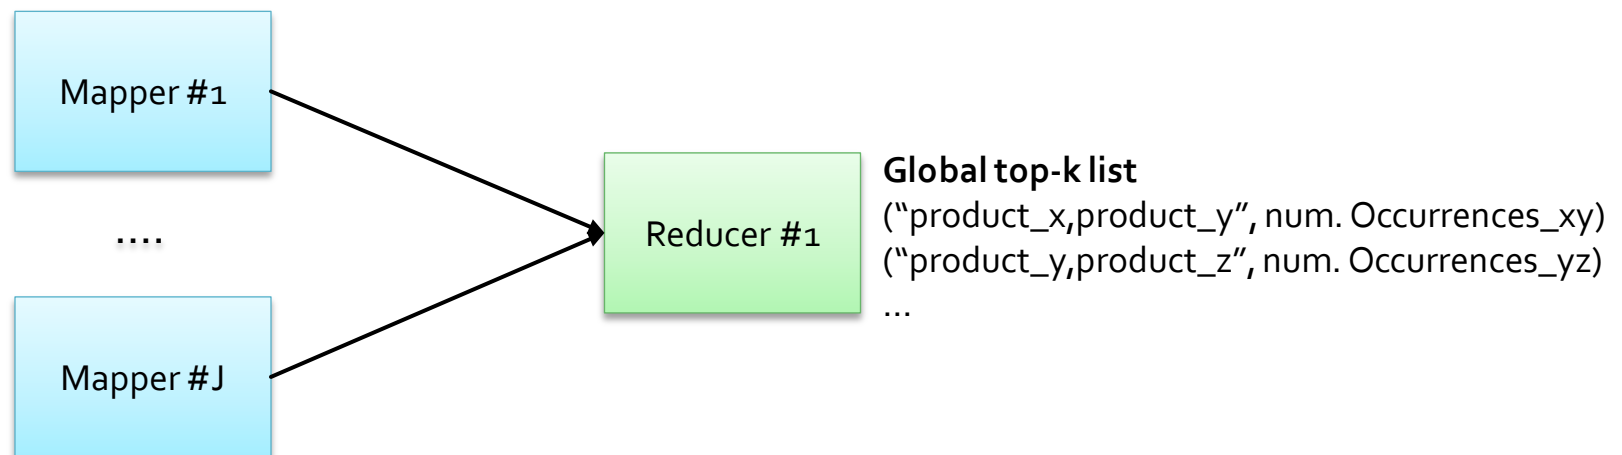 Mapper #1
....
Mapper #J
Reducer #1
Global top-k list
(“product_x,product_y”, num. Occurrences_xy)
(“product_y,product_z”, num. Occurrences_yz)
...